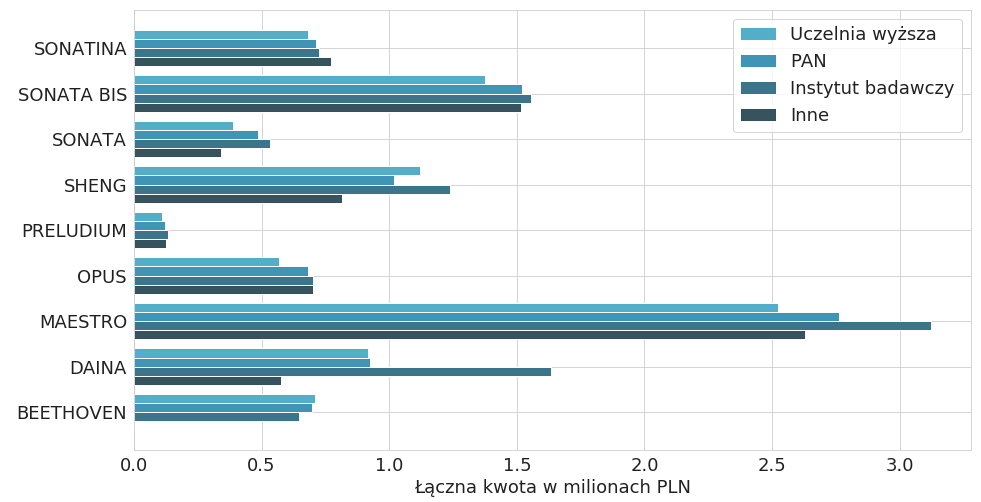 SONATINA
SONATA BIS
SONATA
SHENG
PRELUDIUM
OPUS
MAESTRO
DAINA
BEETHOVEN
Uczelnia wyższa
PAN
Instytut badawczy
Inne
0.0 0.5 1.0 1.5 2.0 2.5 3.0
Łączna kwota w milionach PLN